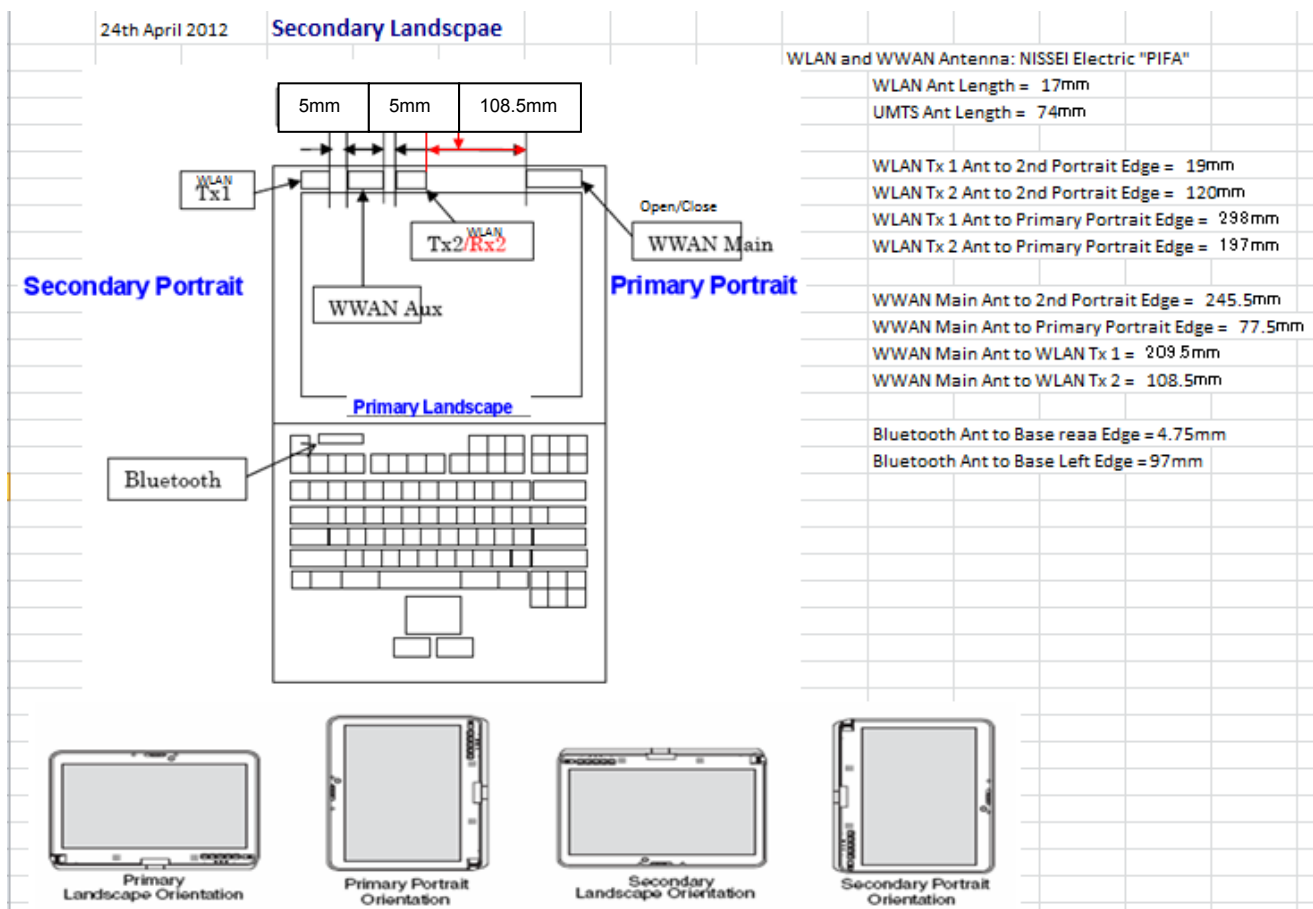 24th April 2012
Secondary Landscpae
WLAN and WWAN Antenna: NISSEI Electric "PIFA"
WLAN Ant Length = 17mm
UMTS Ant Length = 74mm
5mm
5mm
108.5mm
WLAN Tx 1 Ant to 2nd Portrait Edge = 19mm
WLAN Tx 2 Ant to 2nd Portrait Edge = 120mm
WLAN Tx 1 Ant to Primary Portrait Edge = 298mm
WLAN Tx 2 Ant to Primary Portrait Edge = 197mm
WLAN
Tx1
Open/Close
WLAN
Tx2/Rx2
WWAN Main
Secondary Portrait
Primary Portrait
WWAN Aux
WWAN Main Ant to 2nd Portrait Edge = 245.5mm
WWAN Main Ant to Primary Portrait Edge = 77.5mm
WWAN Main Ant to WLAN Tx 1 = 209.5mm
WWAN Main Ant to WLAN Tx 2 = 108.5mm
Primary Landscape
Bluetooth
Bluetooth Ant to Base reaa Edge = 4.75mm
Bluetooth Ant to Base Left Edge = 97mm
Primary
Landscape Orientation
Primary Portrait
Orientation
Secondary
Landscape Orientation
Secondary Portrait
Orientation